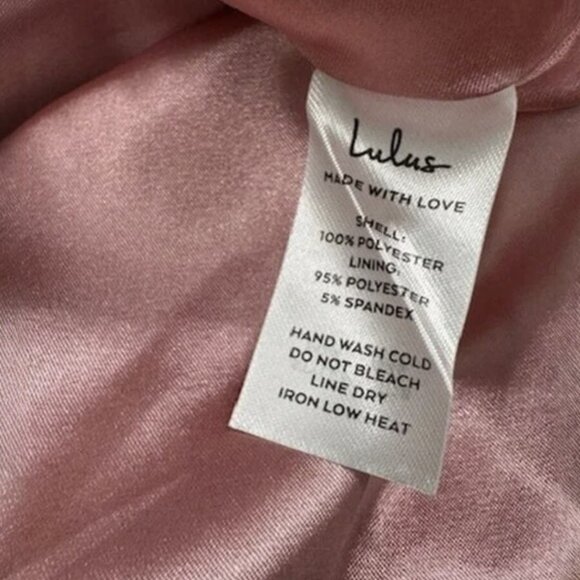 Lulus
MADE WITH LOVE
SHELL:
100% POLYESTER
LINING:
95% POLYESTER
5% SPANDEX
HAND WASH COLD
DO NOT BLEACH
LINE DRY
IRON LOW HEAT